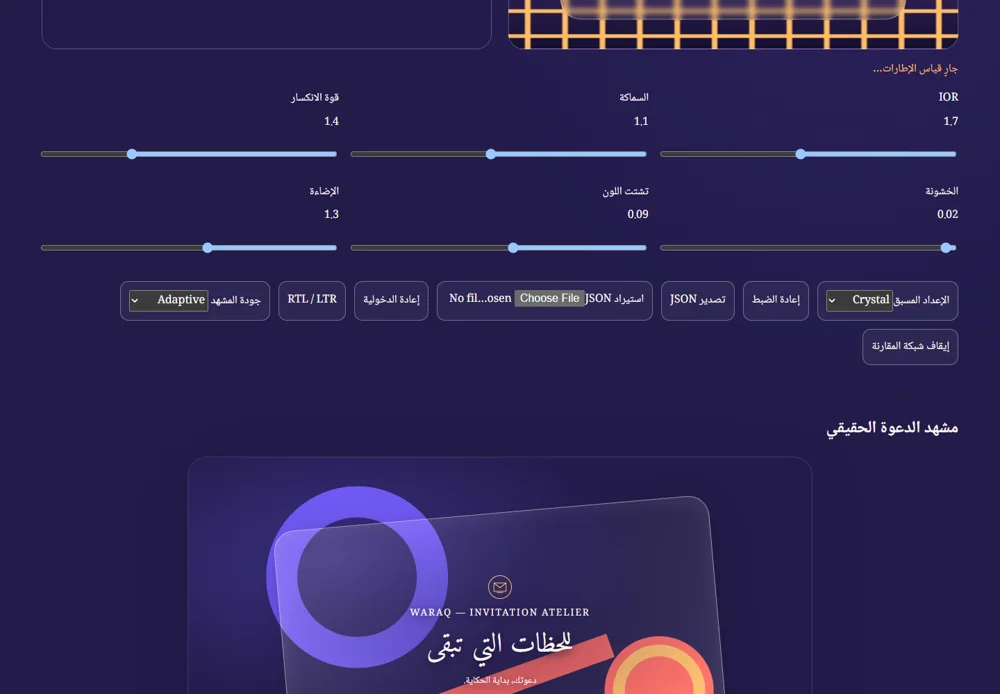 جارٍ قياس الإطارات...
IOR
1.7
السماكة
1.1
قوة الانكسار
1.4
الخشونة
0.02
تشتت اللون
0.09
الإضاءة
1.3
الإعداد المسبق Crystal
إعادة الضبط
تصدير JSON
استيراد JSON Choose File No fil...osen
إعادة الدخولية
RTL / LTR
جودة المشهد Adaptive
إيقاف شبكة المقارنة
مشهد الدعوة الحقيقي
WARAQ — INVITATION ATELIER
للحظات التي تبقى
دعوتك، بداية الحكاية.